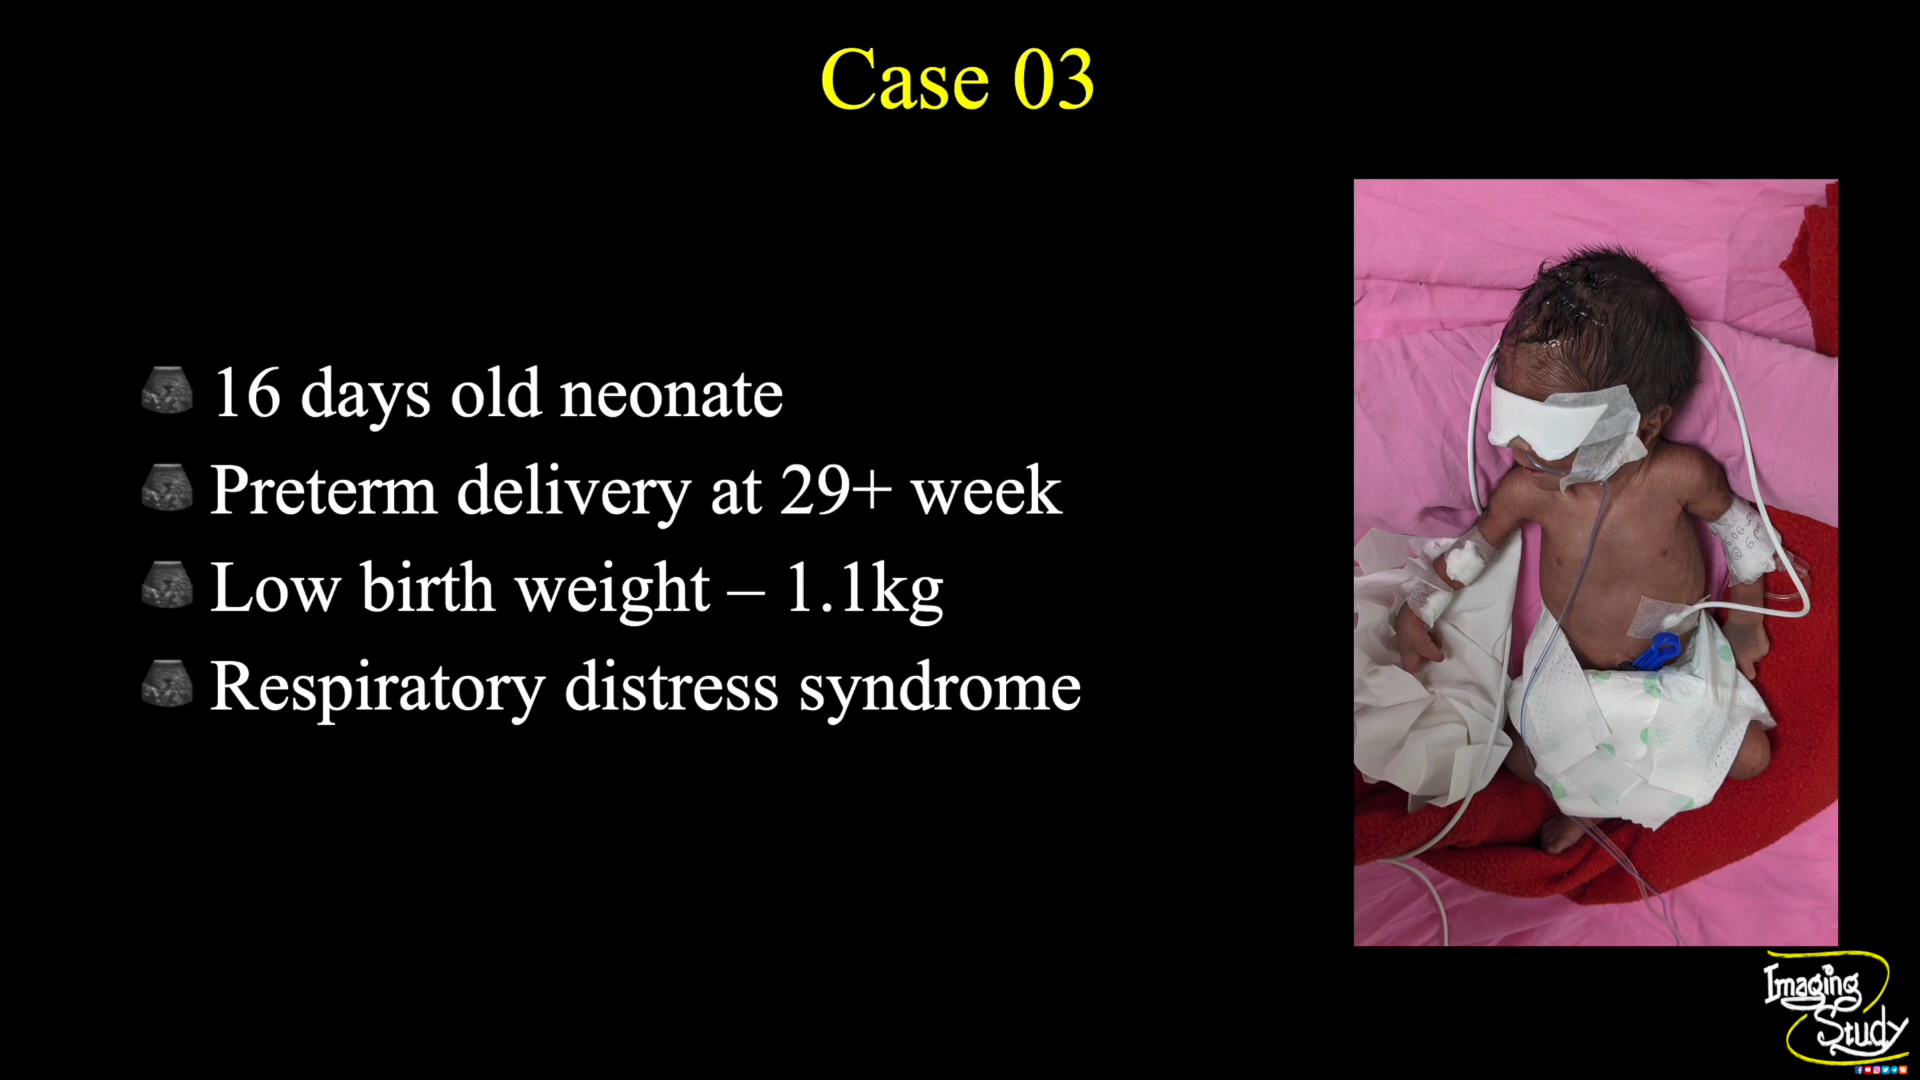 Case 03
16 days old neonate
Preterm delivery at 29+ week
Low birth weight – 1.1kg
Respiratory distress syndrome
Imaging
Study